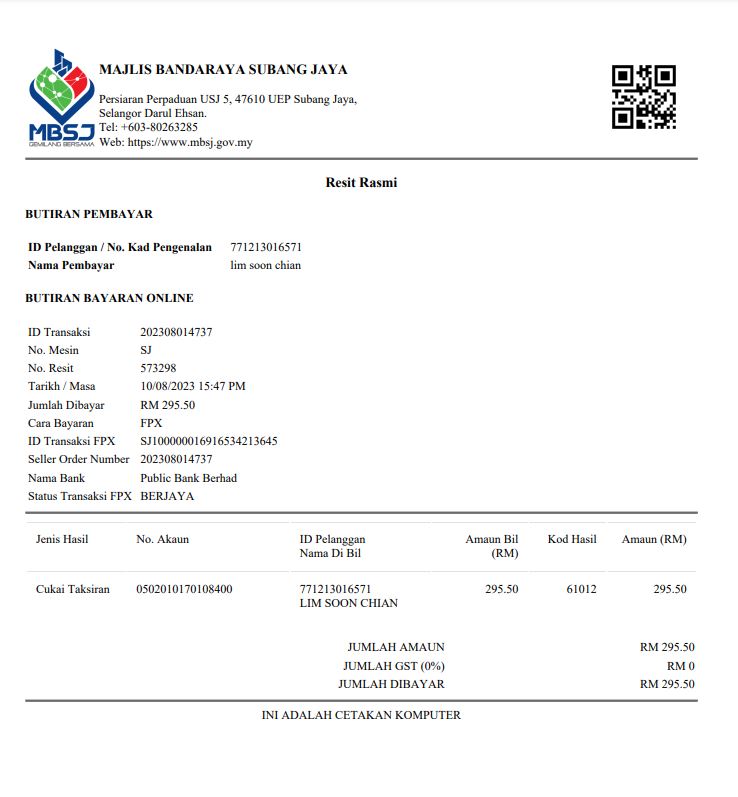 MAJLIS BANDARAYA SUBANG JAYA
Persiaran Perpaduan USJ 5, 47610 UEP Subang Jaya,
Selangor Darul Ehsan.
Tel: +603-80263285
Web: https://www.mbsj.gov.my
MBSJ
GEMILANG BERSAMA
Resit Rasmi
BUTIRAN PEMBAYAR
ID Pelanggan / No. Kad Pengenalan 771213016571
Nama Pembayar lim soon chian
BUTIRAN BAYARAN ONLINE
ID Transaksi 202308014737
No. Mesin SJ
No. Resit 573298
Tarikh / Masa 10/08/2023 15:47 PM
Jumlah Dibayar RM 295.50
Cara Bayaran FPX
ID Transaksi FPX SJ100000016916534213645
Seller Order Number 202308014737
Nama Bank Public Bank Berhad
Status Transaksi FPX BERJAYA
Jenis Hasil No. Akaun ID Pelanggan Amaun Bil Kod Hasil Amaun (RM)
Nama Di Bil (RM)
Cukai Taksiran 0502010170108400 771213016571 295.50 61012 295.50
LIM SOON CHIAN
JUMLAH AMAUN RM 295.50
JUMLAH GST (0%) RM 0
JUMLAH DIBAYAR RM 295.50
INI ADALAH CETAKAN KOMPUTER